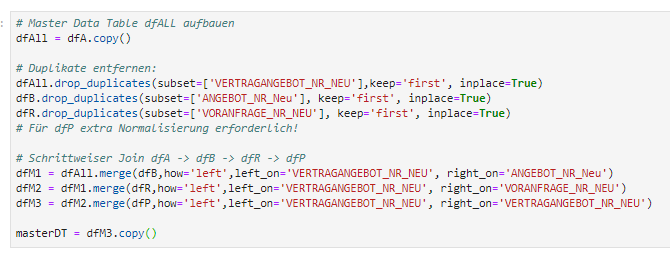 # Master Data Table dfALL aufbauen
dfAll = dfA.copy()
# Duplikate entfernen:
dfAll.drop_duplicates(subset=['VERTRAGANGEBOT_NR_NEU'],keep='first', inplace=True)
dfB.drop_duplicates(subset=['ANGEBOT_NR_Neu'], keep='first', inplace=True)
dfR.drop_duplicates(subset=['VORANFRAGE_NR_NEU'], keep='first', inplace=True)
# Für dfP extra Normalisierung erforderlich!
# Schrittweiser Join dfA -> dfB -> dfR -> dfP
dfM1 = dfAll.merge(dfB,how='left',left_on='VERTRAGANGEBOT_NR_NEU', right_on='ANGEBOT_NR_Neu')
dfM2 = dfM1.merge(dfR,how='left',left_on='VERTRAGANGEBOT_NR_NEU', right_on='VORANFRAGE_NR_NEU')
dfM3 = dfM2.merge(dfP,how='left',left_on='VERTRAGANGEBOT_NR_NEU', right_on='VERTRAGANGEBOT_NR_NEU')
masterDT = dfM3.copy()